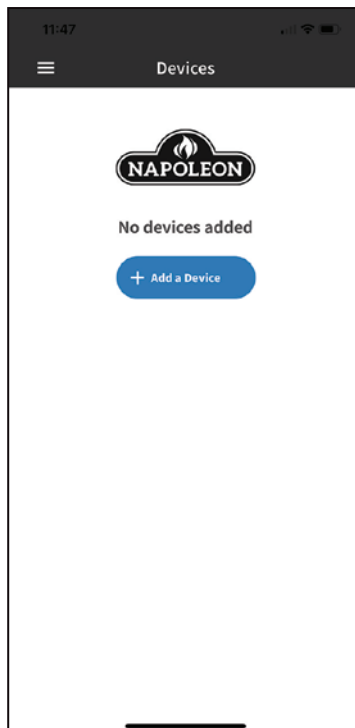 11:47
Devices
NAPOLEON
No devices added
+ Add a Device